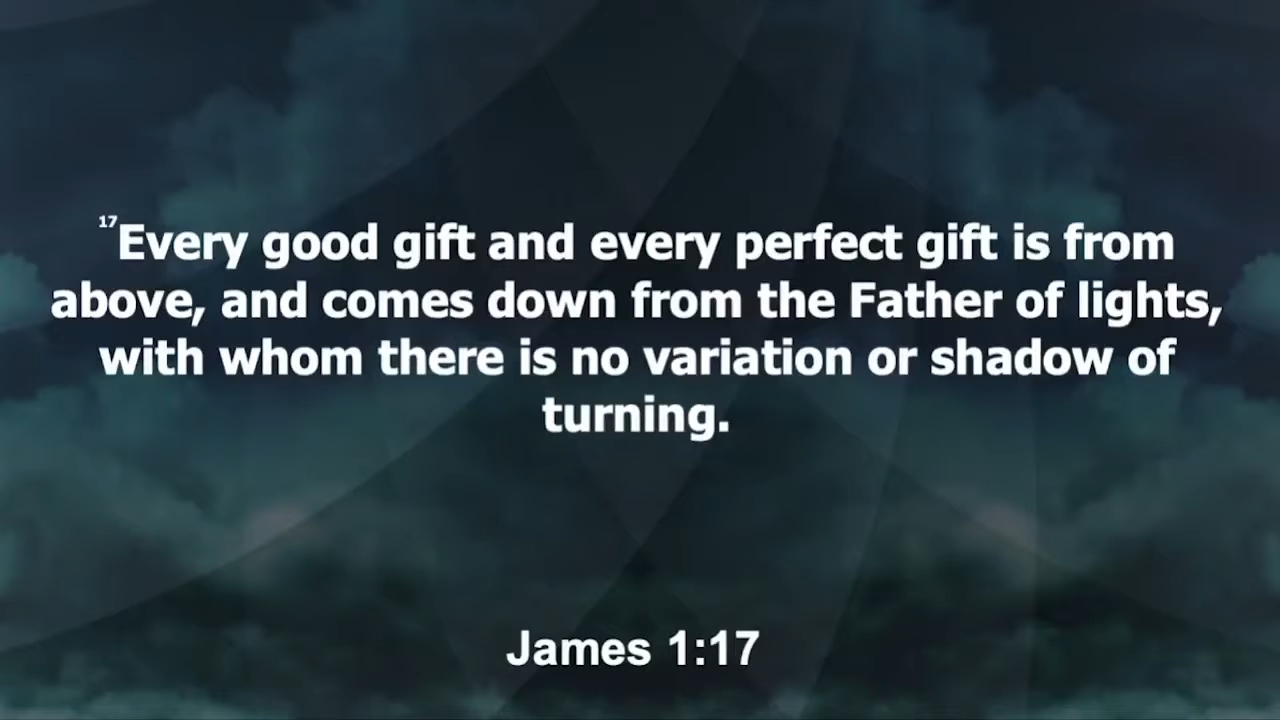 17Every good gift and every perfect gift is from
above, and comes down from the Father of lights,
with whom there is no variation or shadow of
turning.
James 1:17